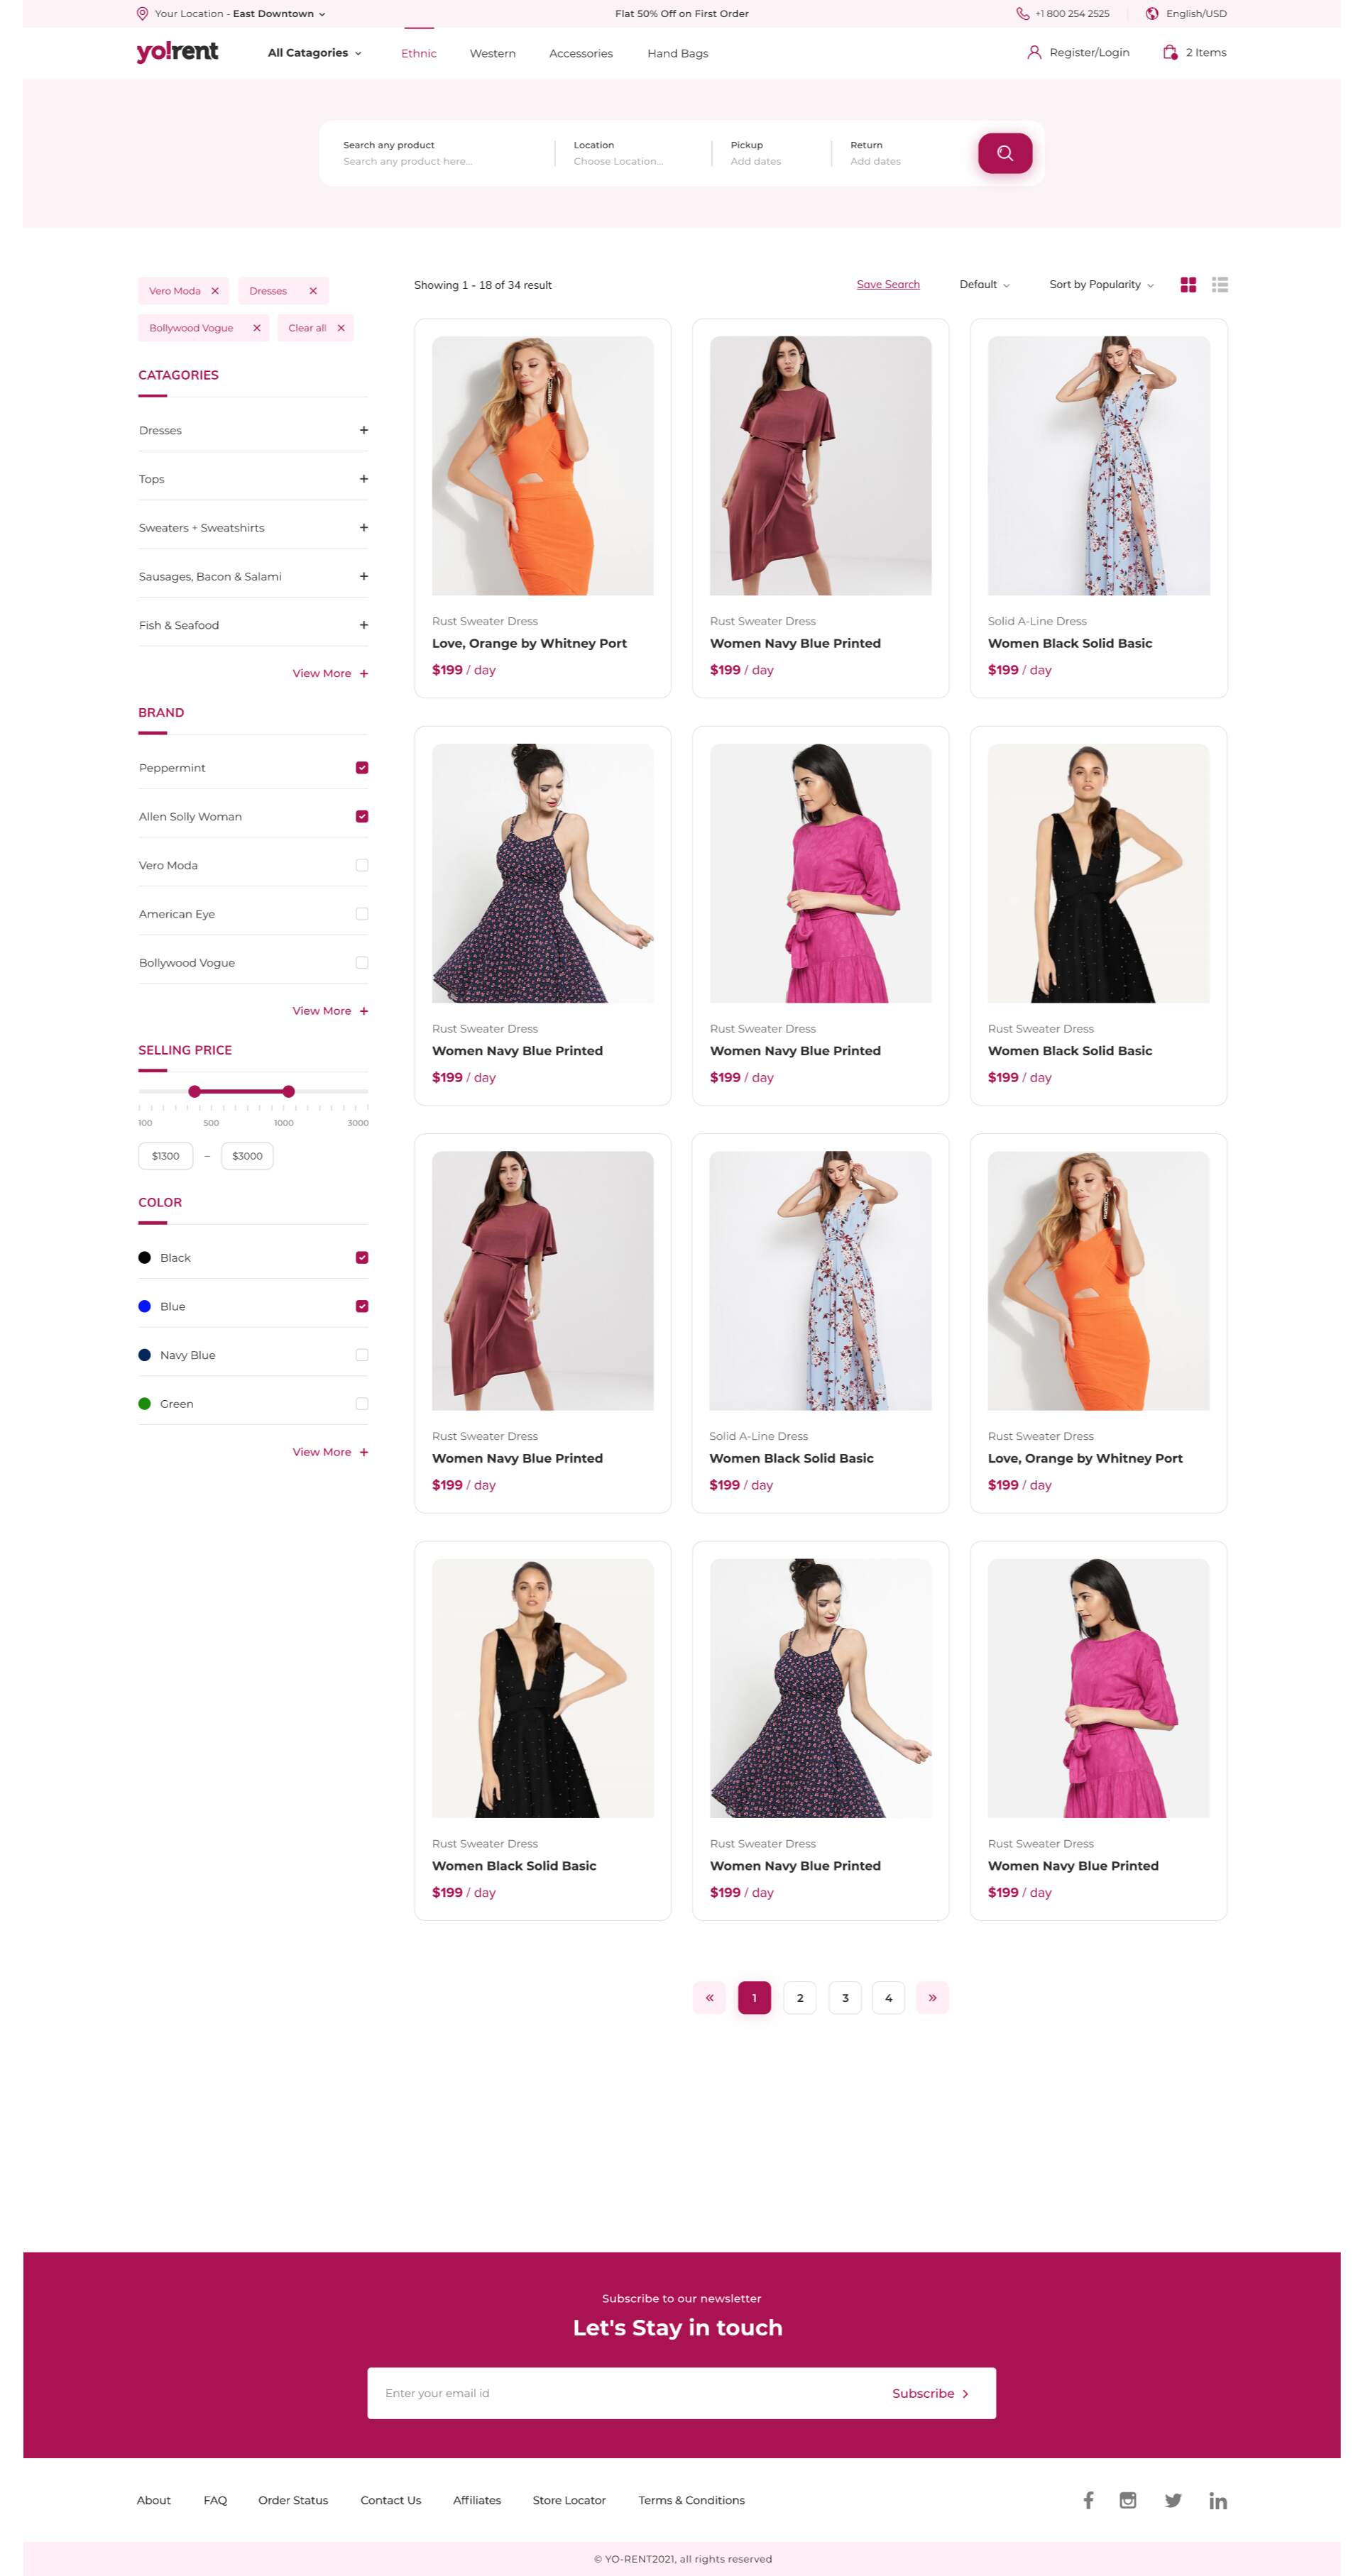 Your Location - East Downtown
Flat 50% Off on First Order
+1 800 254 2525
English/USD
yo!rent
All Catagories
Ethnic
Western
Accessories
Hand Bags
Register/Login
2 Items
Search any product
Search any product here...
Location
Choose Location...
Pickup
Add dates
Return
Add dates
Vero Moda ×
Dresses ×
Bollywood Vogue ×
Clear all ×
CATAGORIES
Dresses +
Tops +
Sweaters + Sweatshirts +
Sausages, Bacon & Salami +
Fish & Seafood +
View More +
BRAND
Peppermint
Allen Solly Woman
Vero Moda
American Eye
Bollywood Vogue
View More +
SELLING PRICE
100 500 1000 3000
$1300 – $3000
COLOR
Black
Blue
Navy Blue
Green
View More +
Showing 1 - 18 of 34 result
Save Search
Default
Sort by Popularity
Rust Sweater Dress
Love, Orange by Whitney Port
$199 / day
Rust Sweater Dress
Women Navy Blue Printed
$199 / day
Solid A-Line Dress
Women Black Solid Basic
$199 / day
Rust Sweater Dress
Women Navy Blue Printed
$199 / day
Rust Sweater Dress
Women Navy Blue Printed
$199 / day
Rust Sweater Dress
Women Black Solid Basic
$199 / day
Rust Sweater Dress
Women Navy Blue Printed
$199 / day
Solid A-Line Dress
Women Black Solid Basic
$199 / day
Rust Sweater Dress
Love, Orange by Whitney Port
$199 / day
Rust Sweater Dress
Women Black Solid Basic
$199 / day
Rust Sweater Dress
Women Navy Blue Printed
$199 / day
Rust Sweater Dress
Women Navy Blue Printed
$199 / day
« 1 2 3 4 »
Subscribe to our newsletter
Let's Stay in touch
Enter your email id
Subscribe >
About
FAQ
Order Status
Contact Us
Affiliates
Store Locator
Terms & Conditions
© YO-RENT2021, all rights reserved